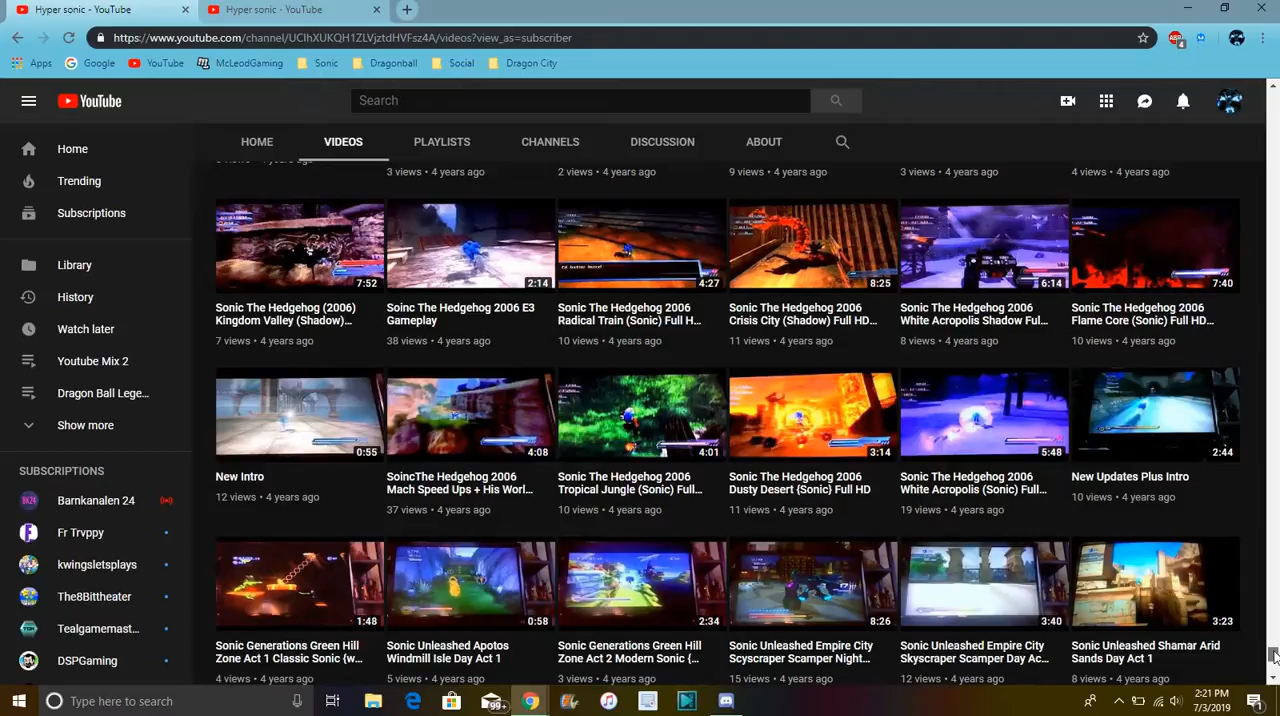 Hyper sonic - YouTube
Hyper sonic - YouTube
https://www.youtube.com/channel/UCIhXUKQH1ZLVjztdHVFsz4A/videos?view_as=subscriber
4
Apps Google YouTube McLeodGaming Sonic Dragonball Social Dragon City
YouTube
Search
HOME VIDEOS PLAYLISTS CHANNELS DISCUSSION ABOUT
Home
Trending
Subscriptions
Library
History
Watch later
Youtube Mix 2
Dragon Ball Lege...
Show more
SUBSCRIPTIONS
Barnkanalen 24
Fr Trvppy
kwingsletsplays
The8Bittheater
Tealgamemast...
DSPGaming
3 views • 4 years ago
2 views • 4 years ago
9 views • 4 years ago
3 views • 4 years ago
4 views • 4 years ago
7:52
Sonic The Hedgehog (2006)
Kingdom Valley (Shadow)...
7 views • 4 years ago
2:14
Soinc The Hedgehog 2006 E3
Gameplay
38 views • 4 years ago
4:27
Sonic The Hedgehog 2006
Radical Train (Sonic) Full H...
10 views • 4 years ago
8:25
Sonic The Hedgehog 2006
Crisis City (Shadow) Full HD...
11 views • 4 years ago
6:14
Sonic The Hedgehog 2006
White Acropolis Shadow Ful...
8 views • 4 years ago
7:40
Sonic The Hedgehog 2006
Flame Core (Sonic) Full HD...
10 views • 4 years ago
0:55
New Intro
12 views • 4 years ago
4:08
SoincThe Hedgehog 2006
Mach Speed Ups + His Worl...
37 views • 4 years ago
4:01
Sonic The Hedgehog 2006
Tropical Jungle (Sonic) Full...
10 views • 4 years ago
3:14
Sonic The Hedgehog 2006
Dusty Desert {Sonic) Full HD
11 views • 4 years ago
5:48
Sonic The Hedgehog 2006
White Acropolis (Sonic) Full...
19 views • 4 years ago
2:44
New Updates Plus Intro
10 views • 4 years ago
1:48
Sonic Generations Green Hill
Zone Act 1 Classic Sonic {w...
4 views • 4 years ago
0:58
Sonic Unleashed Apotos
Windmill Isle Day Act 1
5 views • 4 years ago
2:34
Sonic Generations Green Hill
Zone Act 2 Modern Sonic {...
3 views • 4 years ago
8:26
Sonic Unleashed Empire City
Scyscraper Scamper Night...
15 views • 4 years ago
3:40
Sonic Unleashed Empire City
Skyscraper Scamper Day Ac...
12 views • 4 years ago
3:23
Sonic Unleashed Shamar Arid
Sands Day Act 1
8 views • 4 years ago
Type here to search
99+
2:21 PM
7/3/2019
1